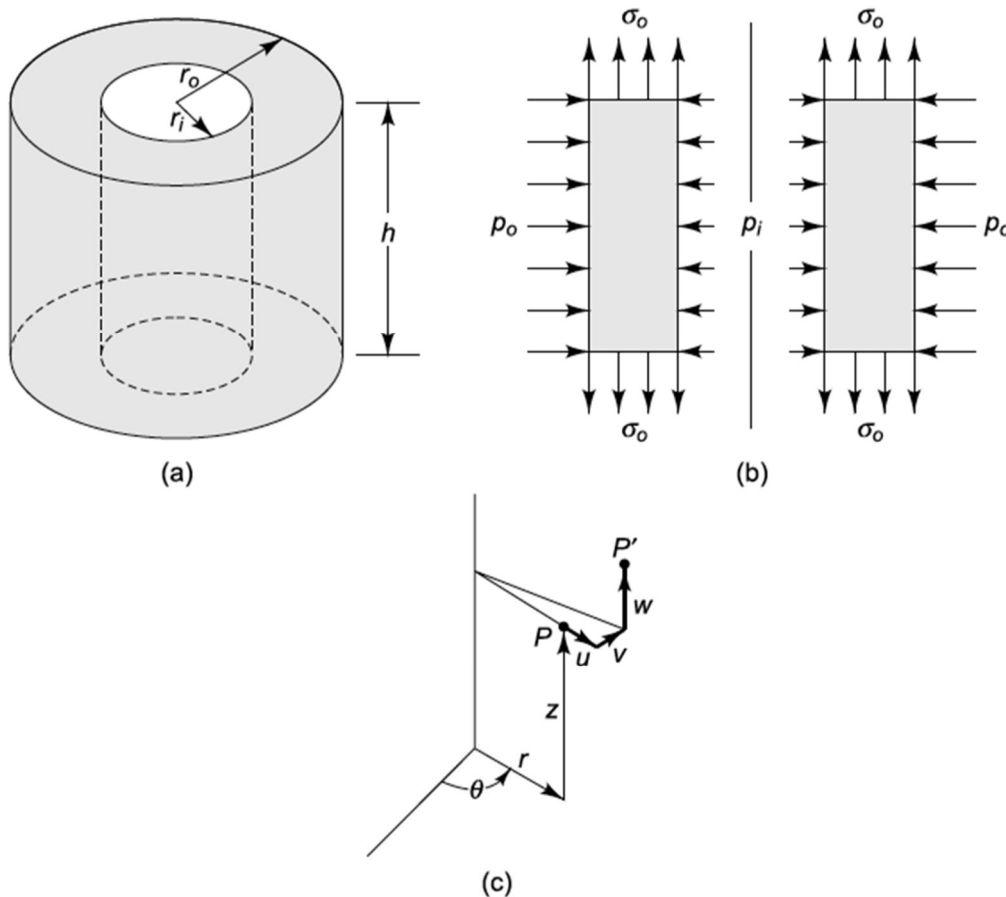 r_o
r_i
h
(a)
σ_o
p_o
p_i
p_o
σ_o
σ_o
σ_o
(b)
P'
w
P
u
v
z
r
θ
(c)